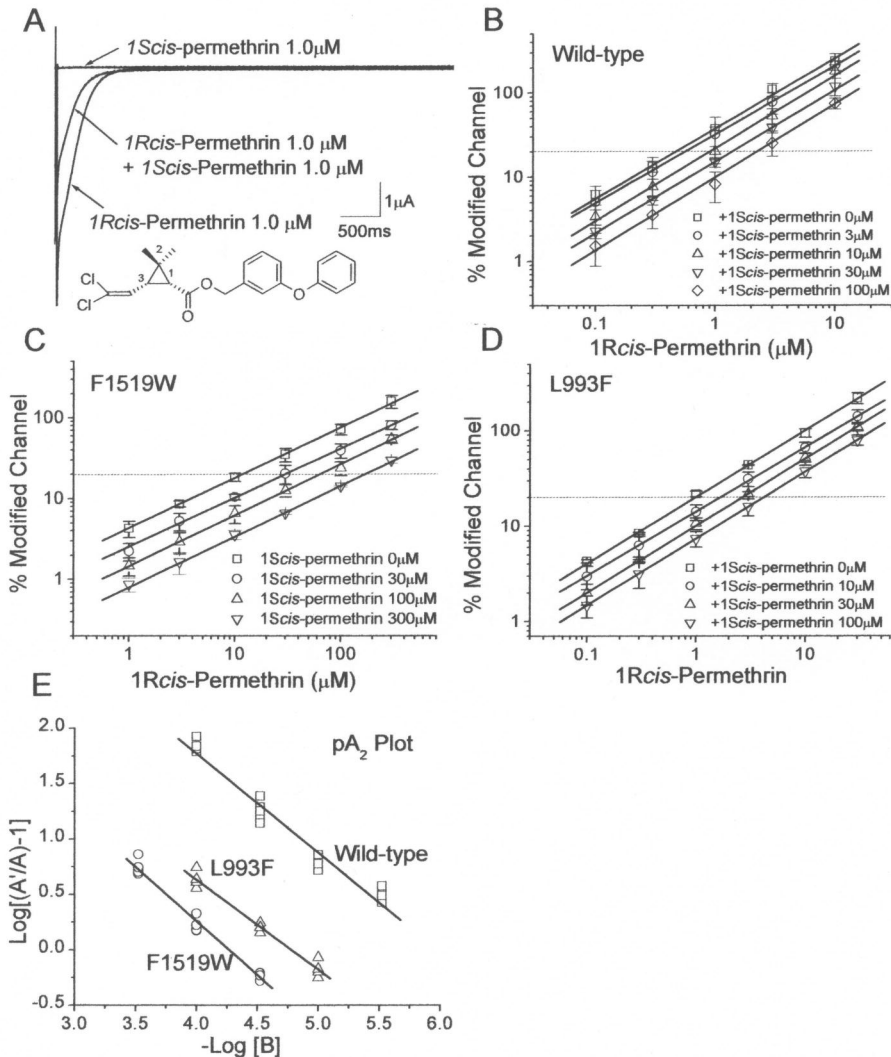 A
1Scis-permethrin 1.0μM
1Rcis-Permethrin 1.0 μM
+ 1Scis-Permethrin 1.0 μM
1Rcis-Permethrin 1.0 μM
1μA
500ms
Cl
Cl
2
3
1
O
O
O
B
Wild-type
% Modified Channel
100
10
1
+1Scis-permethrin 0μM
+1Scis-permethrin 3μM
+1Scis-permethrin 10μM
+1Scis-permethrin 30μM
+1Scis-permethrin 100μM
0.1
1
10
1Rcis-Permethrin (μM)
C
F1519W
% Modified Channel
100
10
1
1Scis-permethrin 0μM
1Scis-permethrin 30μM
1Scis-permethrin 100μM
1Scis-permethrin 300μM
1
10
100
1Rcis-Permethrin (μM)
D
L993F
% Modified Channel
100
10
1
+1Scis-permethrin 0μM
+1Scis-permethrin 10μM
+1Scis-permethrin 30μM
+1Scis-permethrin 100μM
0.1
1
10
1Rcis-Permethrin
E
pA2 Plot
Log[(A'/A)-1]
2.0
1.5
1.0
0.5
0.0
-0.5
Wild-type
L993F
F1519W
3.0
3.5
4.0
4.5
5.0
5.5
6.0
-Log [B]